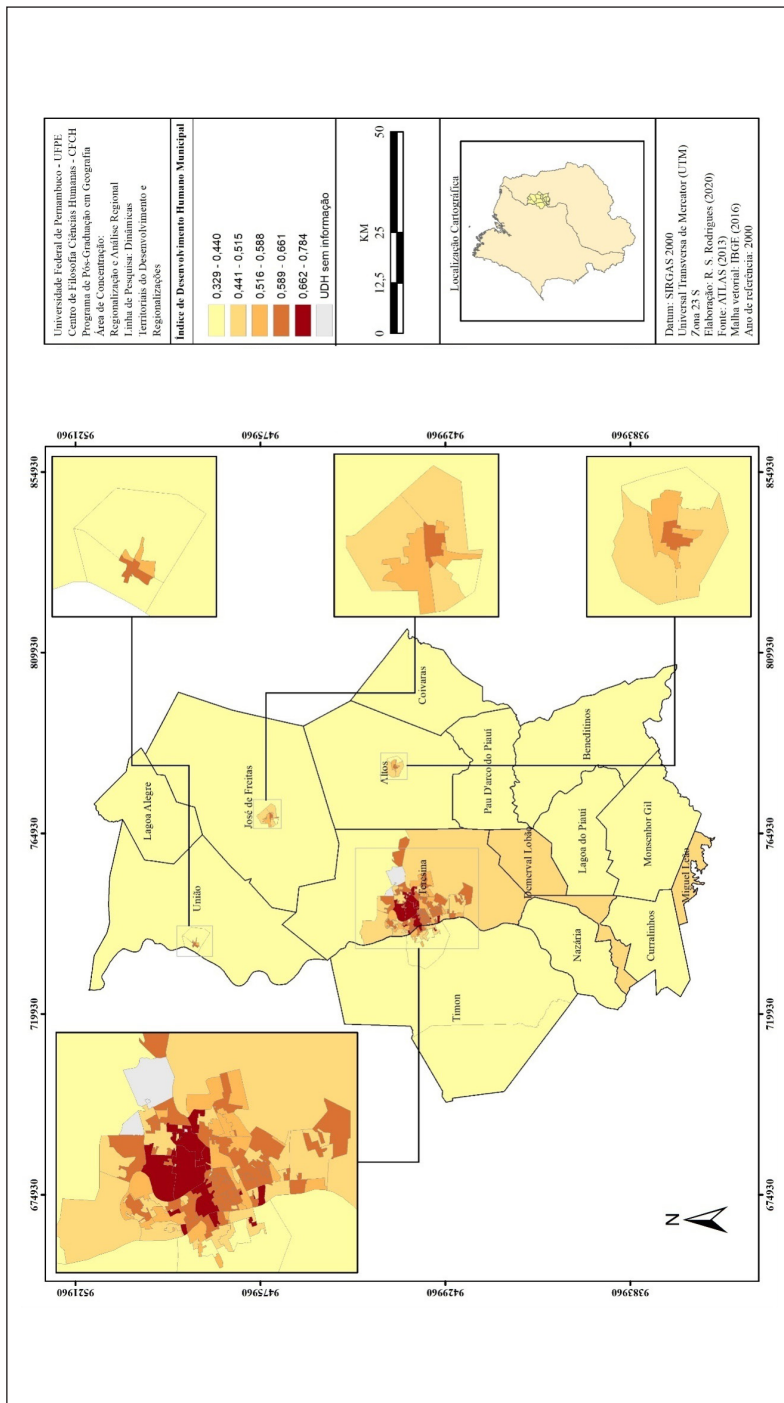 674930
719930
764930
809930
854930
9521960
9475960
9429960
9383960
9521960
9475960
9429960
9383960
N
Lagoa Alegre
União
José de Freitas
Altos
Coivaras
Teresina
Timon
Pau D'arco do Piauí
Demerval Lobão
Beneditinos
Lagoa do Piauí
Nazária
Monsenhor Gil
Curralinhos
Miguel Leão
Universidade Federal de Pernambuco - UFPE
Centro de Filosofia Ciências Humanas - CFCH
Programa de Pós-Graduação em Geografia
Área de Concentração:
Regionalização e Análise Regional
Linha de Pesquisa: Dinâmicas
Territoriais do Desenvolvimento e
Regionalizações
Índice de Desenvolvimento Humano Municipal
0,329 - 0,440
0,441 - 0,515
0,516 - 0,588
0,589 - 0,661
0,662 - 0,784
UDH sem informação
KM
0 12,5 25 50
Localização Cartográfica
Datum: SIRGAS 2000
Universal Transversa de Mercator (UTM)
Zona 23 S
Elaboração: R. S. Rodrigues (2020)
Fonte: ATLAS (2013)
Malha vetorial: IBGE (2016)
Ano de referência: 2000